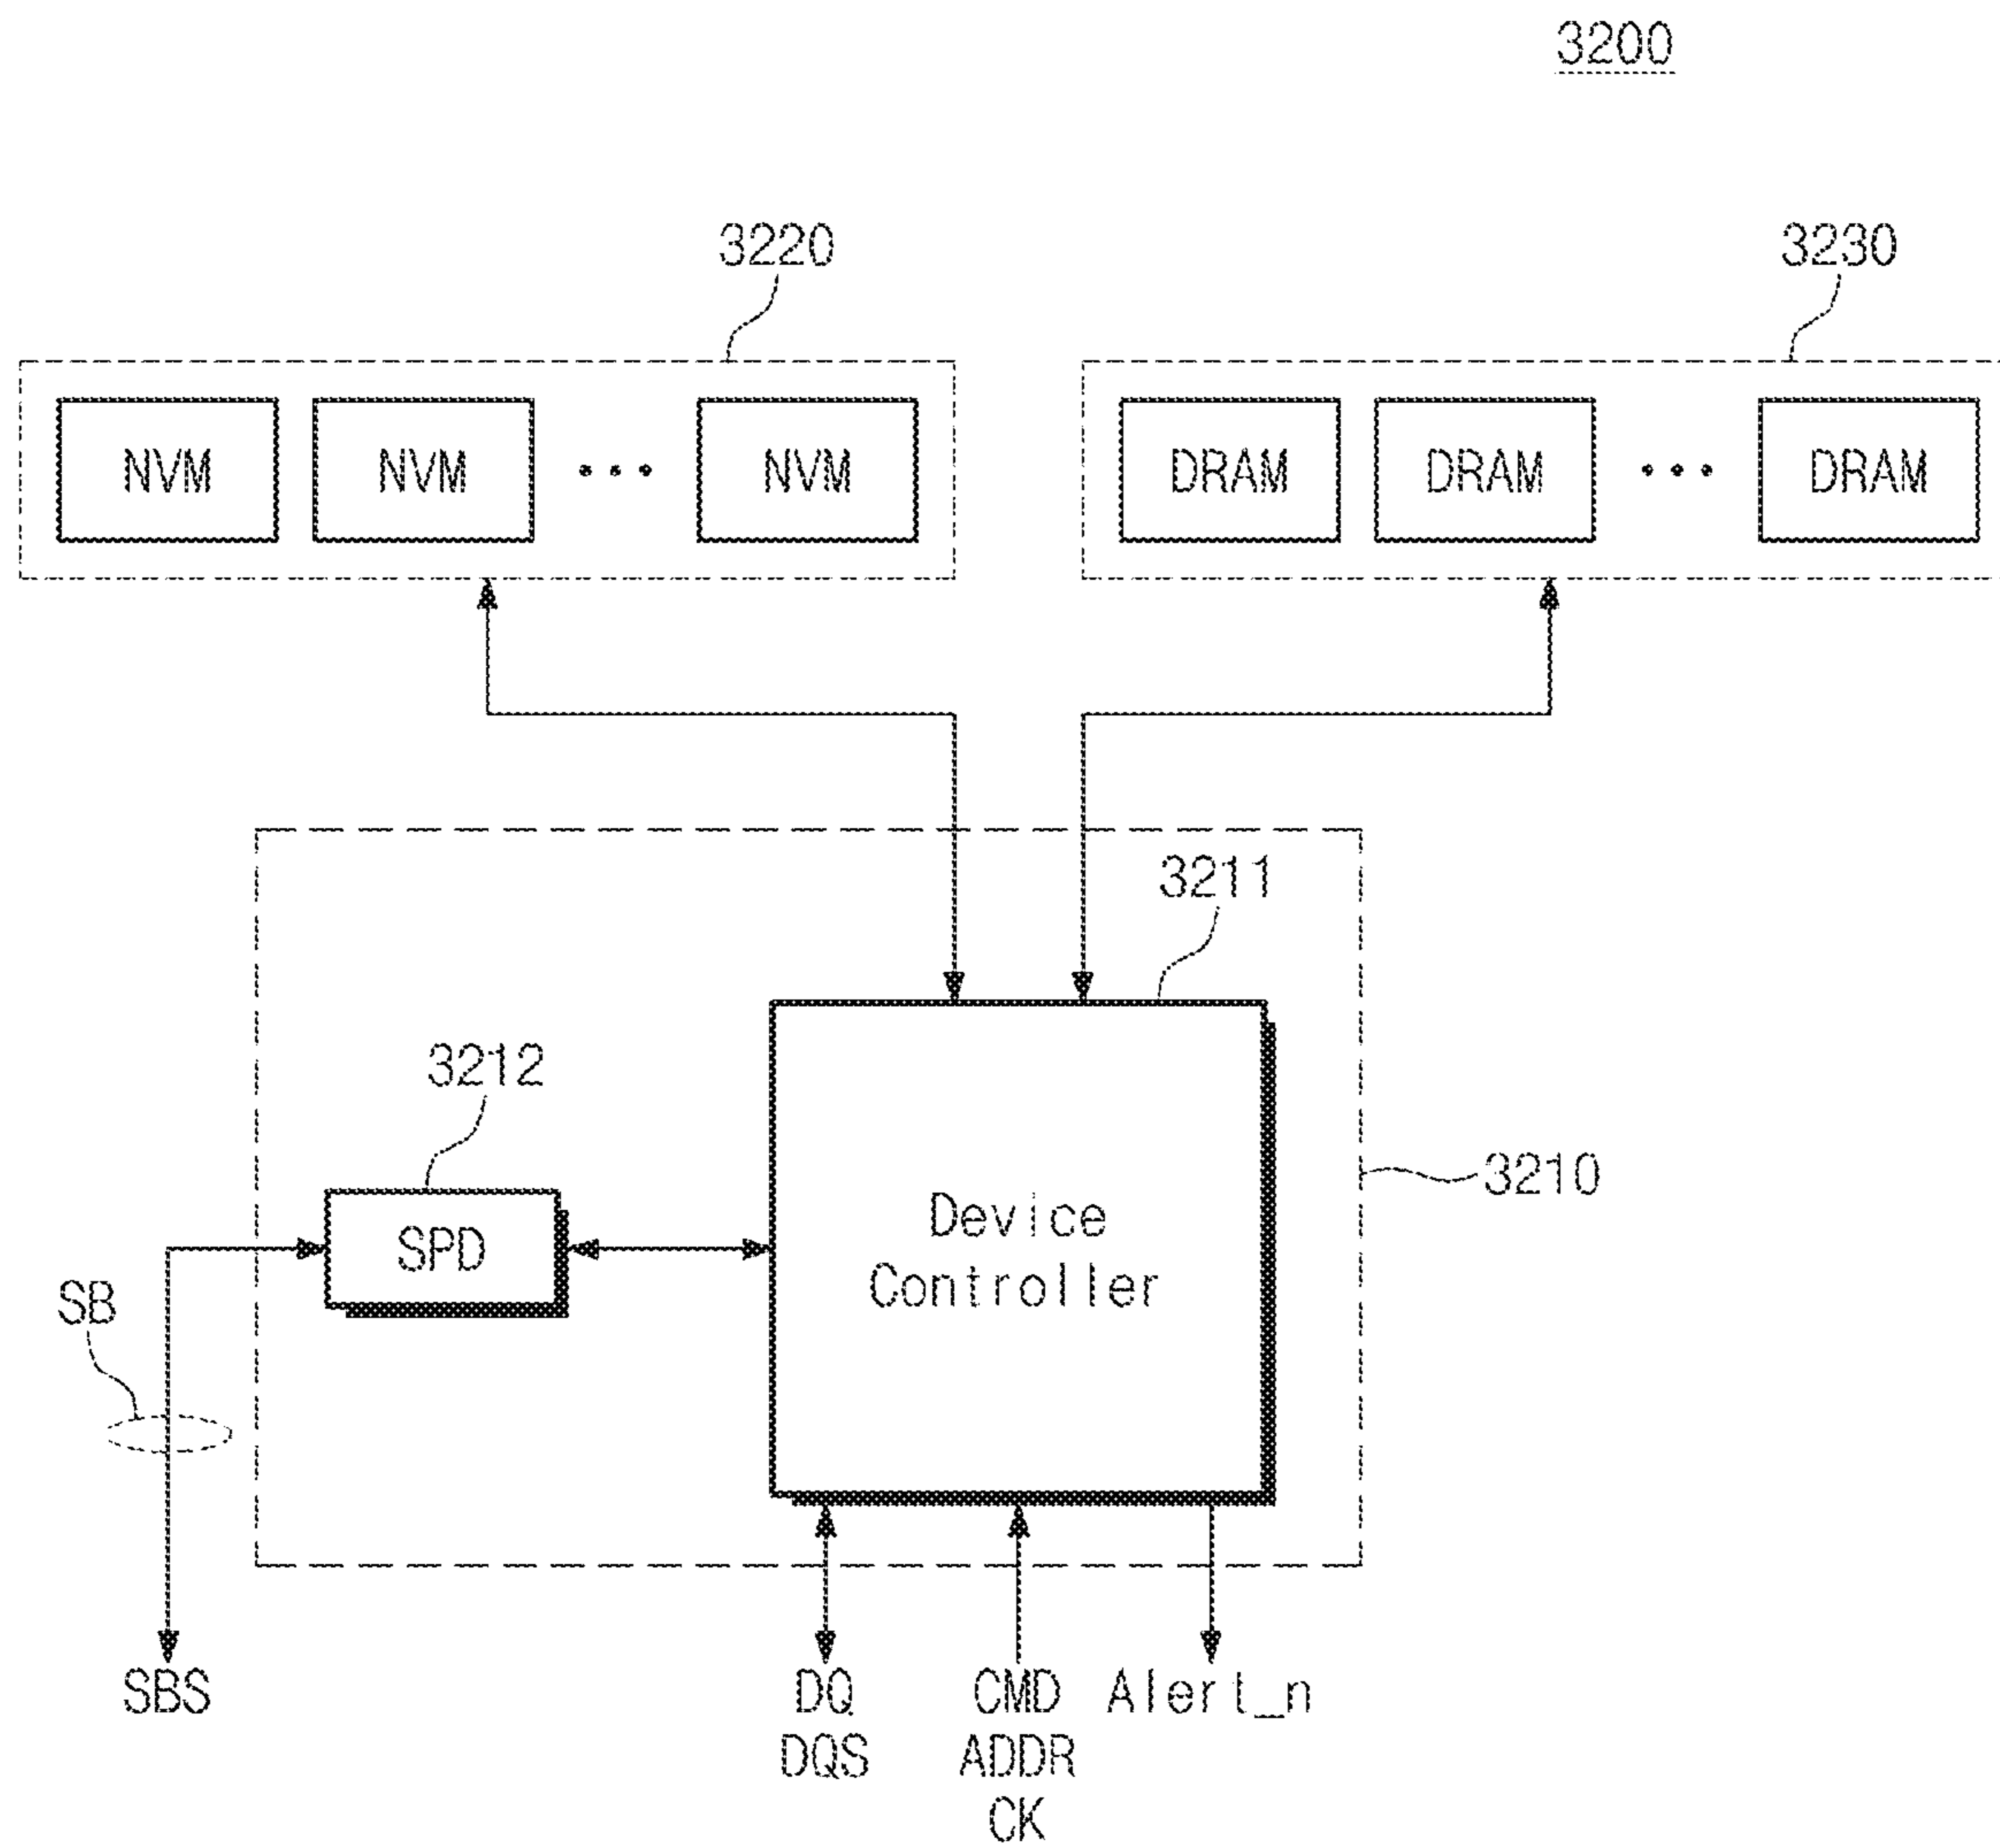 3200
3220
3230
NVM NVM ... NVM
DRAM DRAM ... DRAM
3211
3212
3210
SPD
Device
Controller
SB
SBS
DQ
DQS
CMD
ADDR
CK
Alert_n